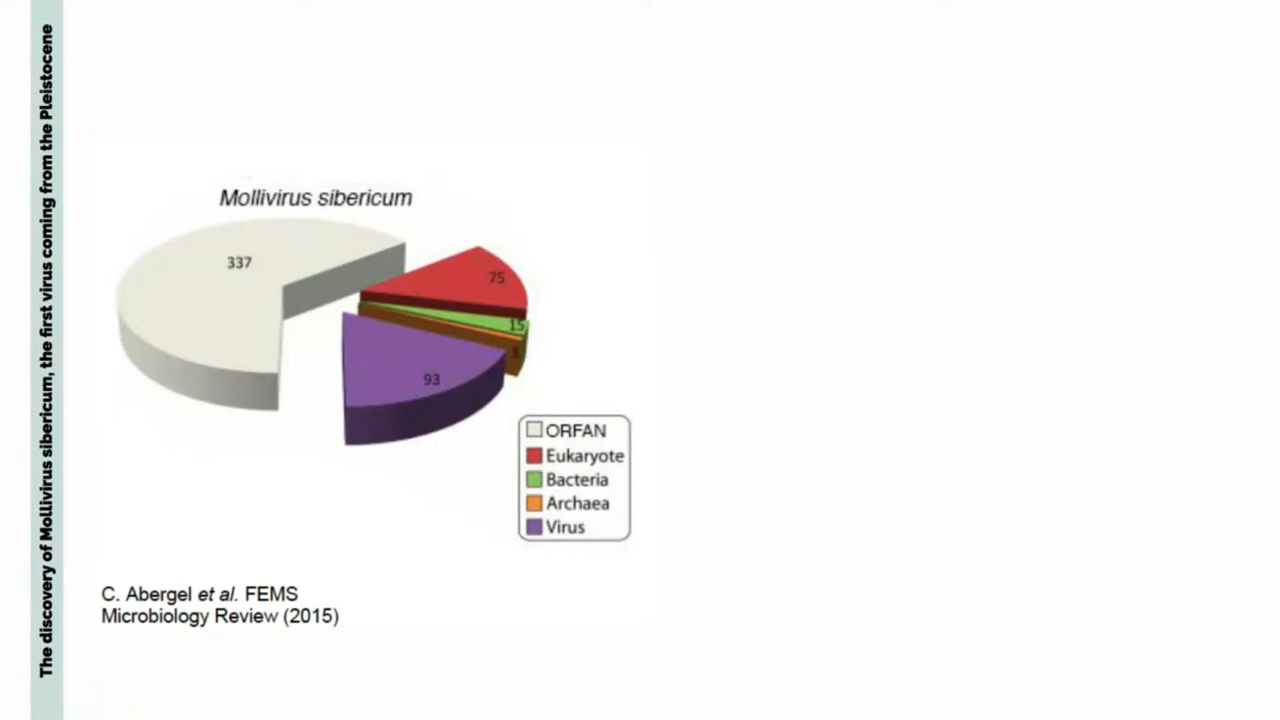 The discovery of Mollivirus sibericum, the first virus coming from the Pleistocene
Mollivirus sibericum
337
75
15
3
93
ORFAN
Eukaryote
Bacteria
Archaea
Virus
C. Abergel et al. FEMS
Microbiology Review (2015)